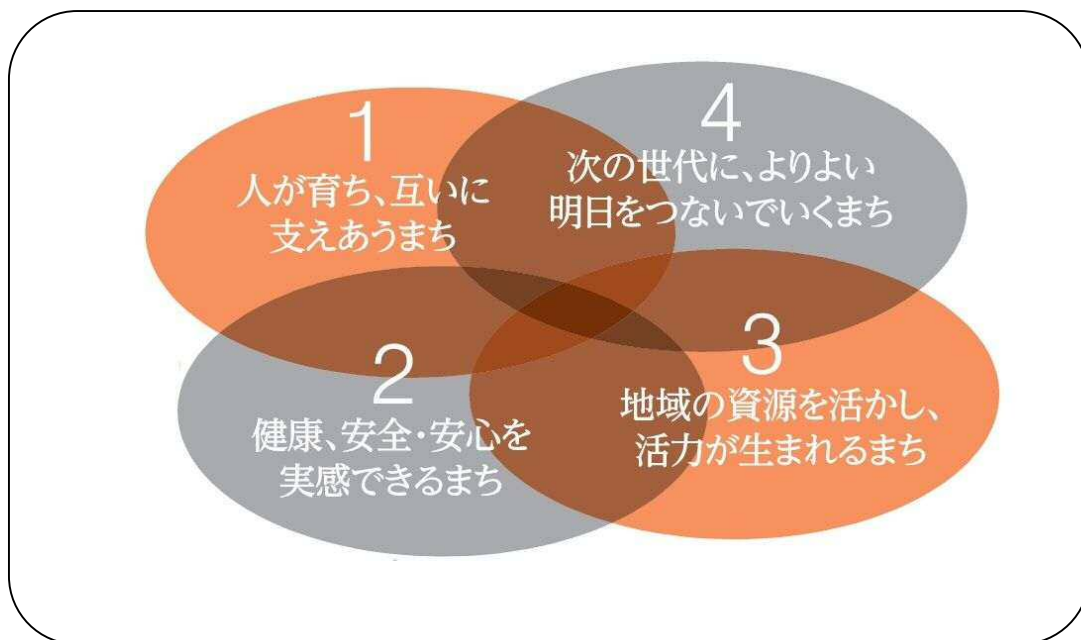 1
人が育ち、互いに
支えあうまち
2
健康、安全・安心を
実感できるまち
3
地域の資源を活かし、
活力が生まれるまち
4
次の世代に、よりよい
明日をつないでいくまち